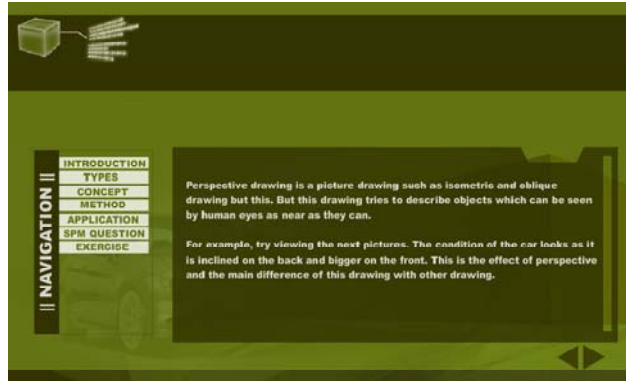 || NAVIGATION ||
INTRODUCTION
TYPES
CONCEPT
METHOD
APPLICATION
SPM QUESTION
EXERCISE
Perspective drawing is a picture drawing such as isometric and oblique
drawing but this. But this drawing tries to describe objects which can be seen
by human eyes as near as they can.
For example, try viewing the next pictures. The condition of the car looks as it
is inclined on the back and bigger on the front. This is the effect of perspective
and the main difference of this drawing with other drawing.